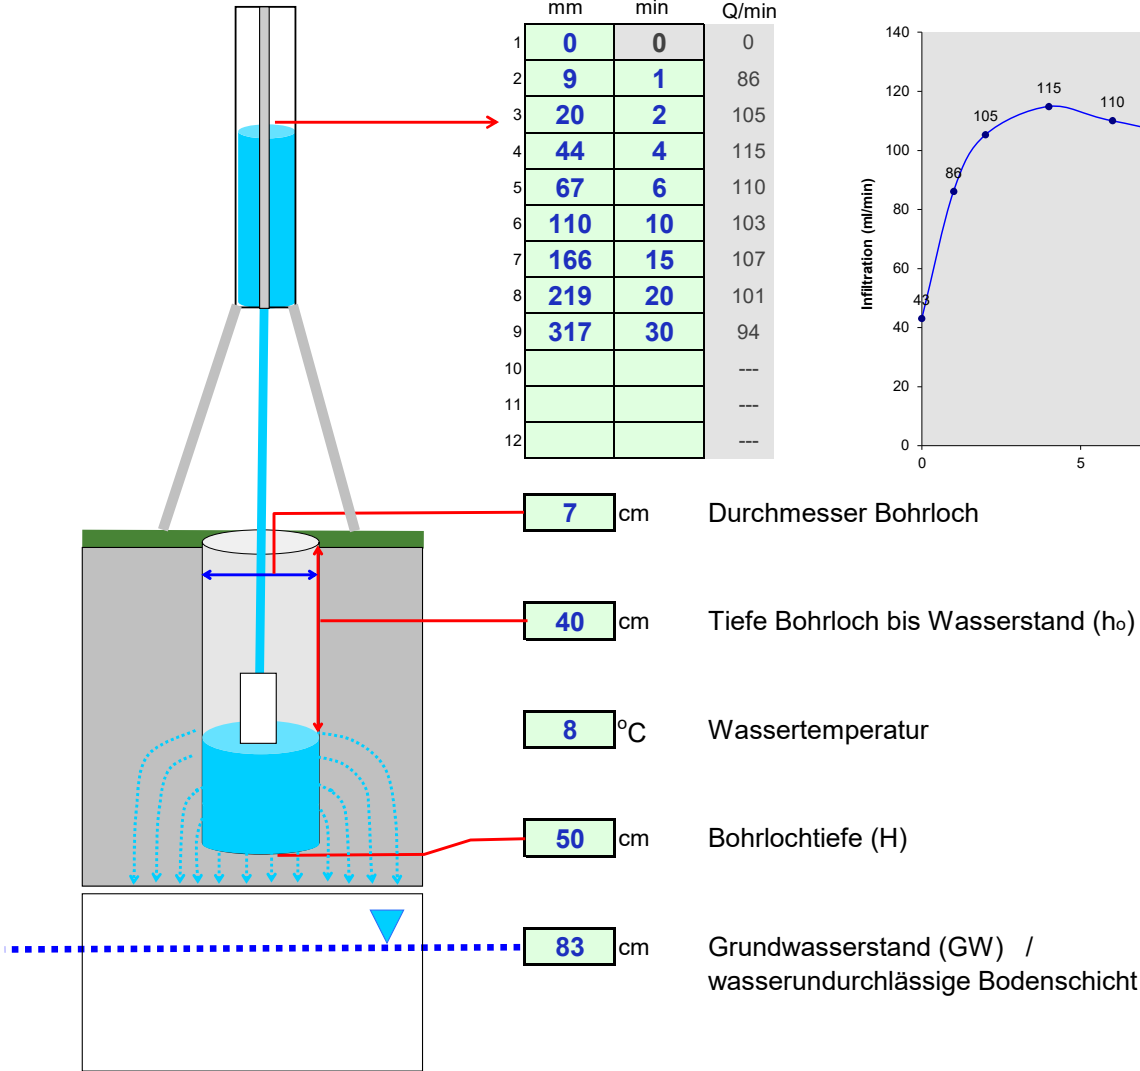 mm min Q/min
1 0 0 0
2 9 1 86
3 20 2 105
4 44 4 115
5 67 6 110
6 110 10 103
7 166 15 107
8 219 20 101
9 317 30 94
10 ---
11 ---
12 ---
140
120
100
80
60
40
20
0
0 5
Infiltration (ml/min)
43
86
105
115
110
7 cm Durchmesser Bohrloch
40 cm Tiefe Bohrloch bis Wasserstand (ho)
8 °C Wassertemperatur
50 cm Bohrlochtiefe (H)
83 cm Grundwasserstand (GW) /
wasserundurchlässige Bodenschicht